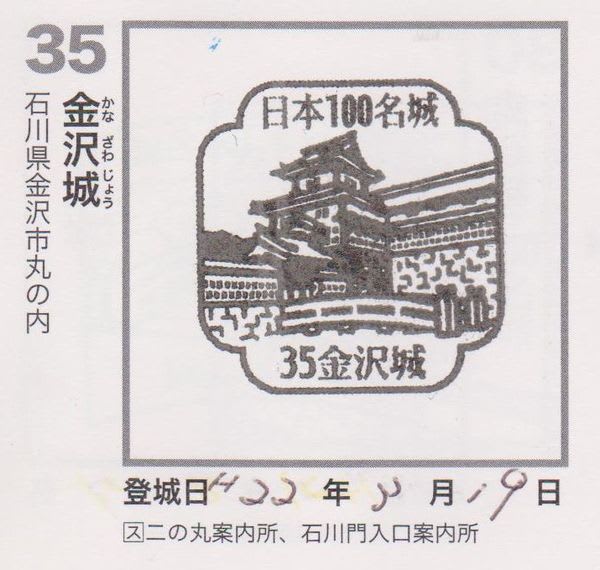 35
金沢城
かな ざわ じょう
石川県金沢市丸の内
日本100名城
35金沢城
登城日 H22年 3月 19日
ス二の丸案内所、石川門入口案内所